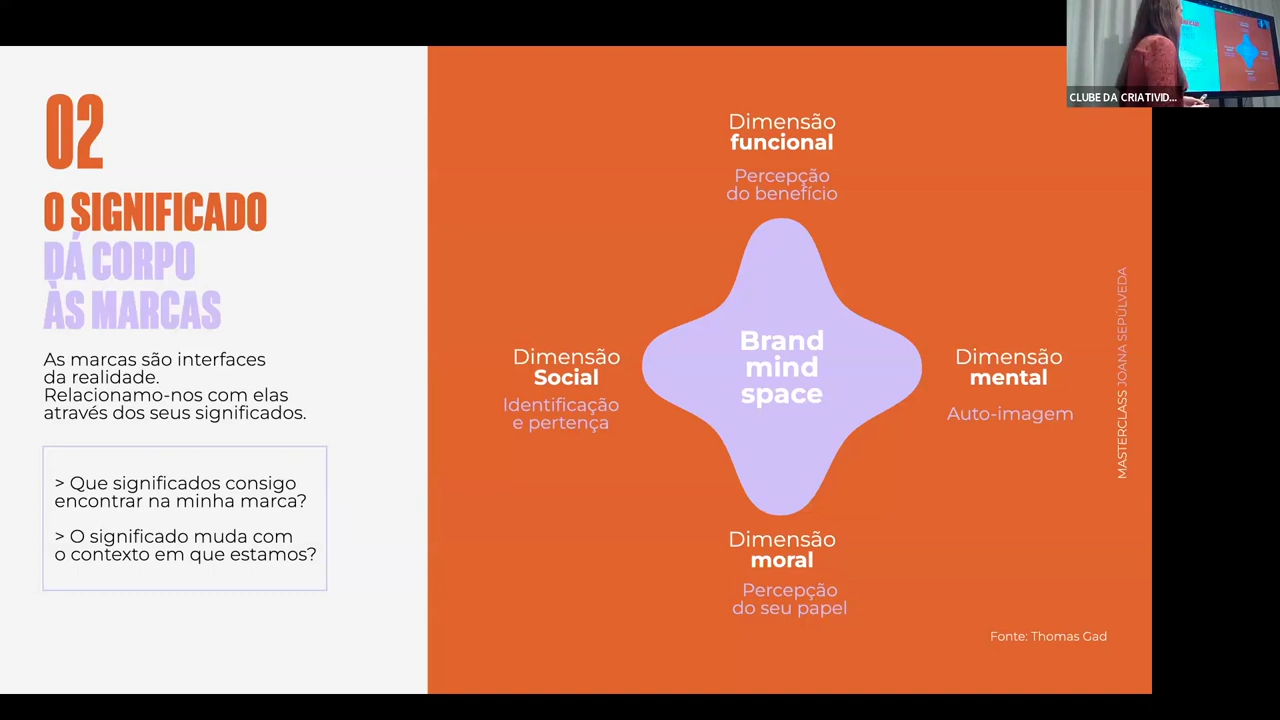 CLUBE DA CRIATIVID...
02
O SIGNIFICADO
DÁ CORPO
ÀS MARCAS
As marcas são interfaces
da realidade.
Relacionamo-nos com elas
através dos seus significados.
> Que significados consigo
encontrar na minha marca?
> O significado muda com
o contexto em que estamos?
Dimensão
funcional
Percepção
do benefício
Dimensão
Social
Identificação
e pertença
Brand
mind
space
Dimensão
mental
Auto-imagem
Dimensão
moral
Percepção
do seu papel
Fonte: Thomas Gad
MASTERCLASS JOANA SEPÚLVEDA